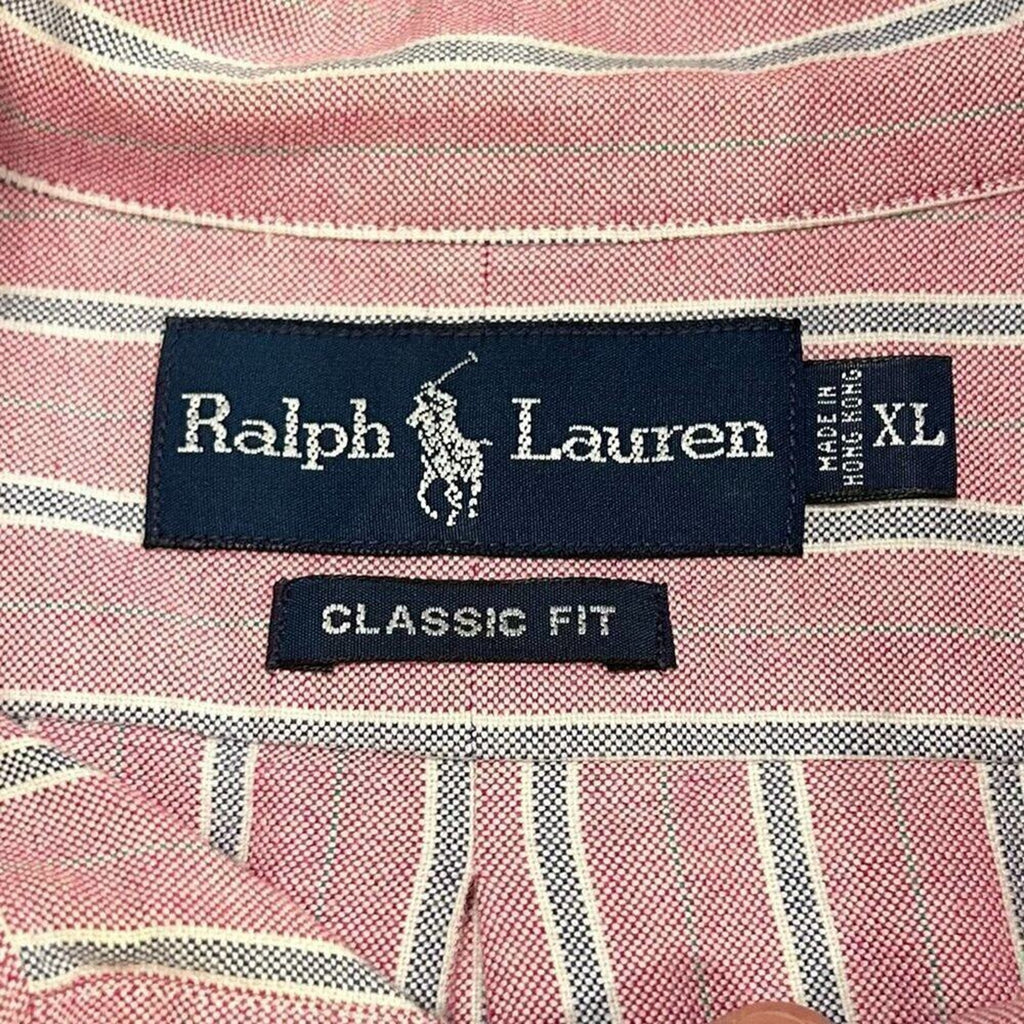 Ralph Lauren
MADE IN
HONG KONG
XL
CLASSIC FIT